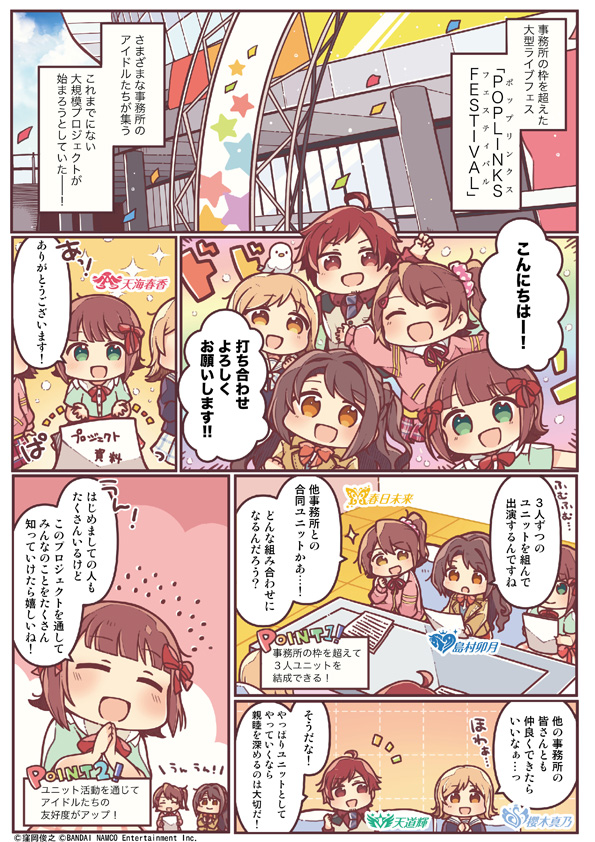 事務所の枠を超えた
大型ライブフェス
「POPLINKS
ポップリンクス
FESTIVAL」
フェスティバル
さまざまな事務所の
アイドルたちが集う
これまでにない
大規模プロジェクトが
始まろうとしていた――！
こんにちはー！
打ち合わせ
よろしく
お願いします!!
ドドド
あっ！
天海春香
ありがとうございます！
ぱ
プロジェクト
資料
ふむふむ…
３人ずつの
ユニットを組んで
出演するんですね
春日未来
他事務所との
合同ユニットかあ…！
どんな組み合わせに
なるんだろう？
島村卯月
POINT1!
事務所の枠を超えて
３人ユニットを
結成できる！
うん！
はじめましての人も
たくさんいるけど
このプロジェクトを通して
みんなのことをたくさん
知っていけたら嬉しいね！
POINT2!
ユニット活動を通じて
アイドルたちの
友好度がアップ！
うんうん！
他の事務所の
皆さんとも
仲良くできたら
いいなぁ…っ
ほわぁ…
櫻木真乃
そうだな！
やっぱりユニットとして
やっていくなら
親睦を深めるのは大切だ！
天道輝
©窪岡俊之 ©BANDAI NAMCO Entertainment Inc.